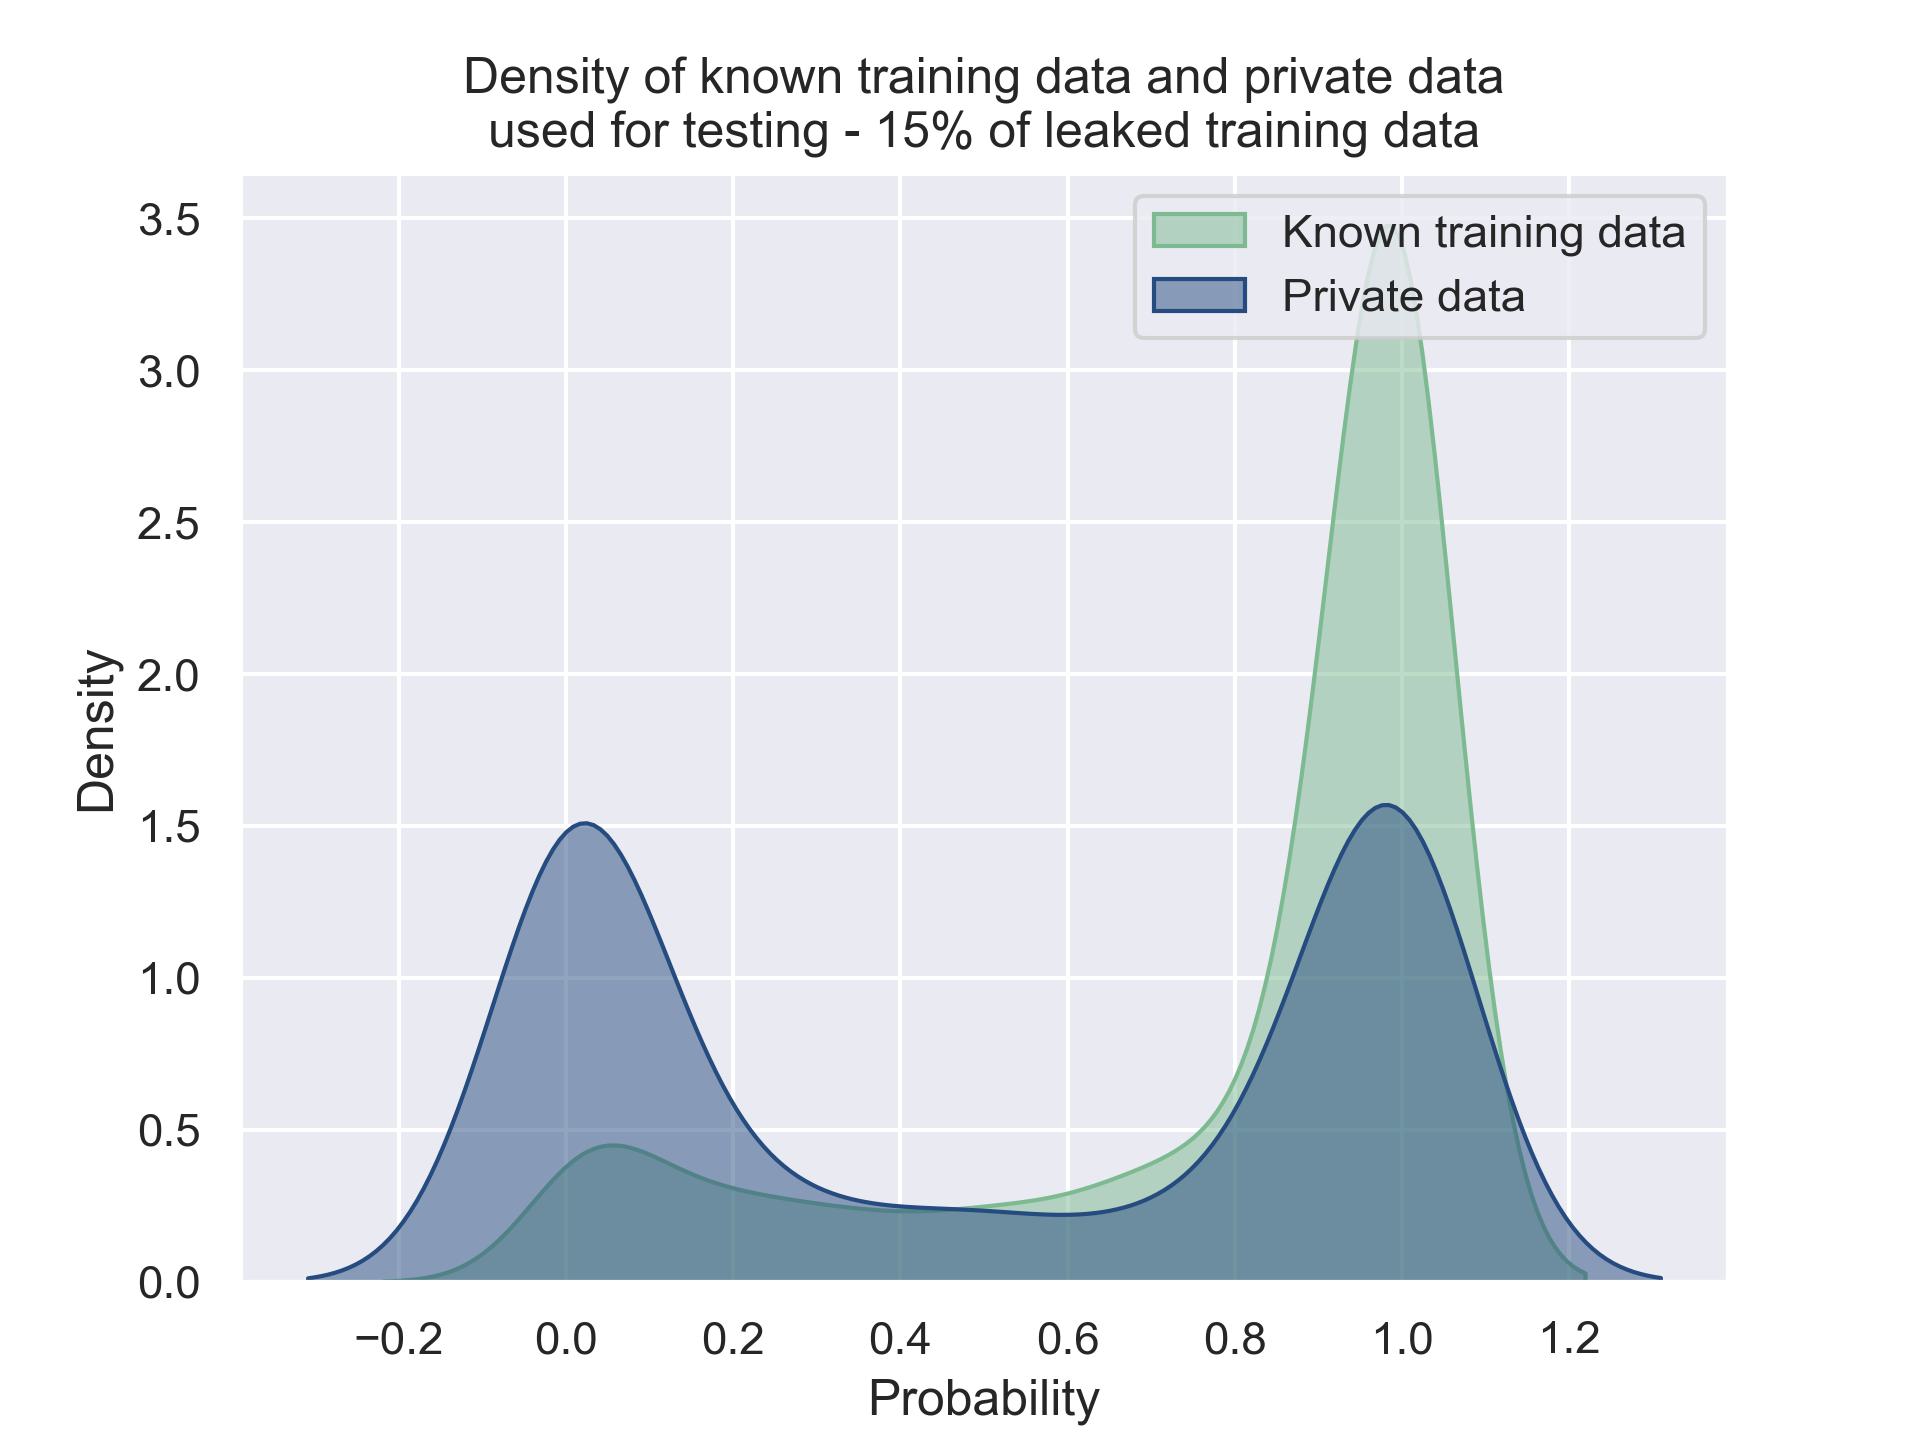 Density of known training data and private data
used for testing - 15% of leaked training data
Known training data
Private data
Density
3.5
3.0
2.5
2.0
1.5
1.0
0.5
0.0
−0.2 0.0 0.2 0.4 0.6 0.8 1.0 1.2
Probability